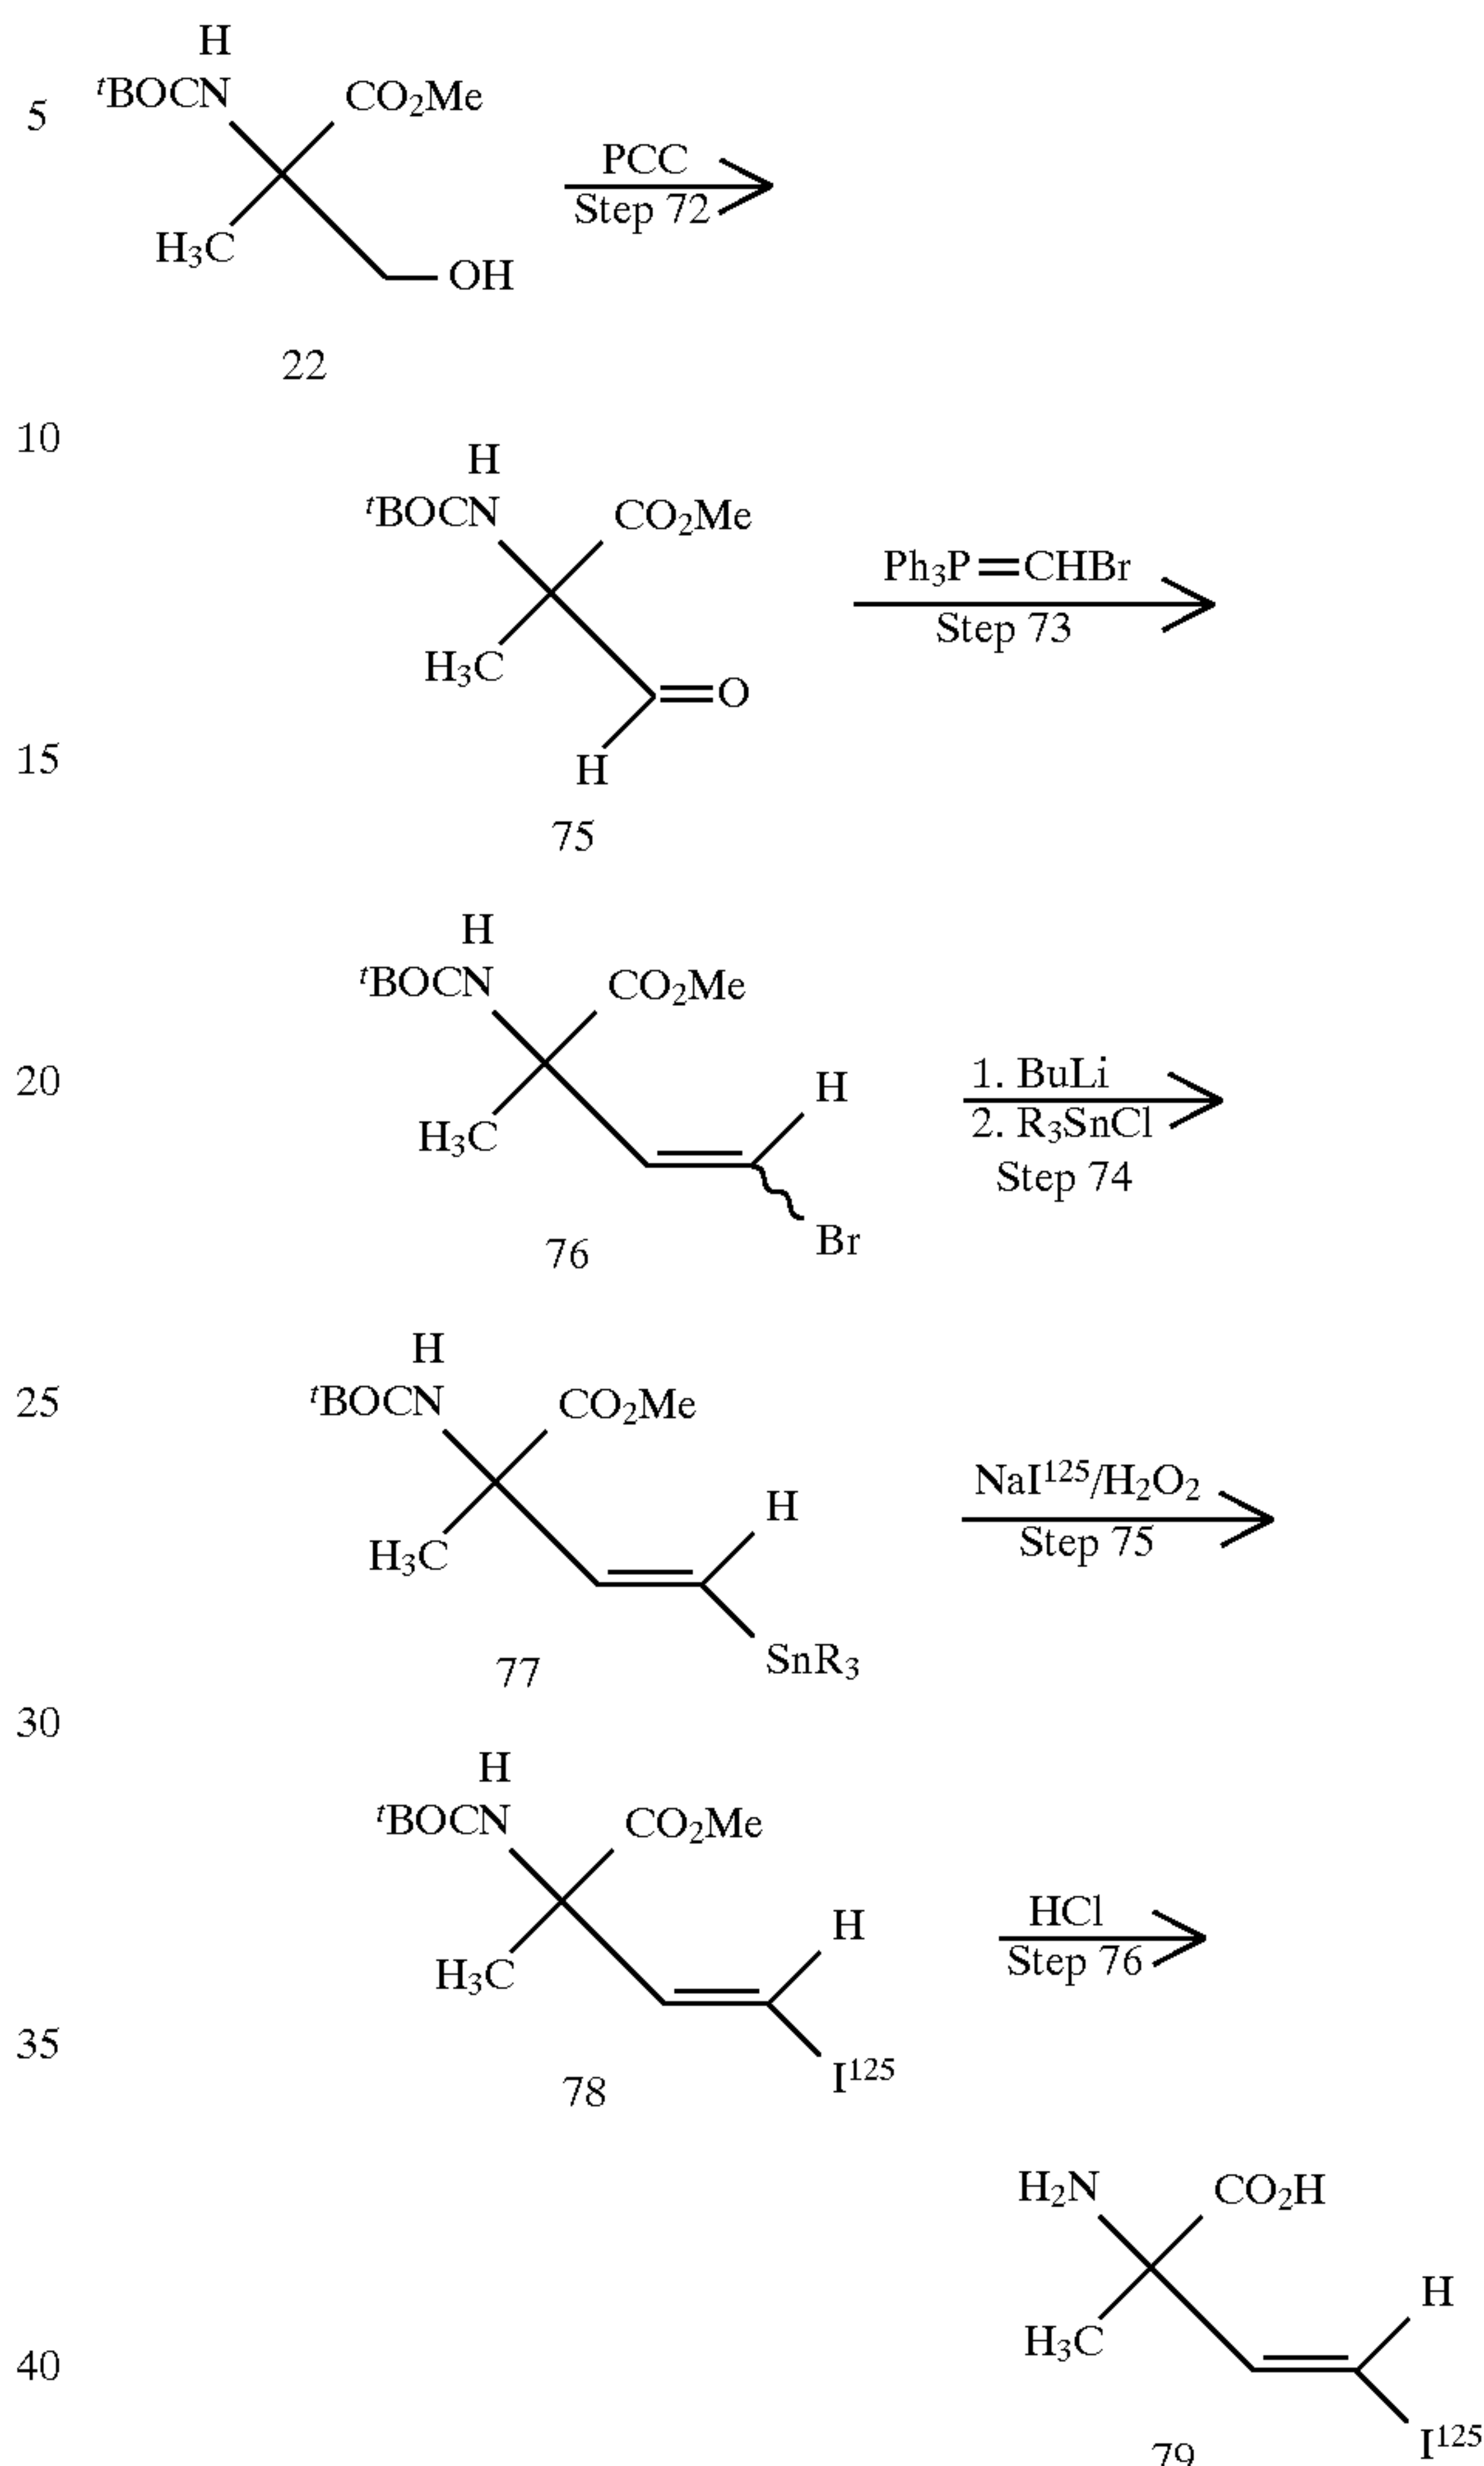 H
5 ᵗBOCN CO₂Me
PCC
Step 72
H₃C
OH
22
10
H
ᵗBOCN CO₂Me
Ph₃P=CHBr
Step 73
H₃C
O
15
H
75
H
ᵗBOCN CO₂Me
20
H
1. BuLi
2. R₃SnCl
H₃C
Step 74
Br
76
H
25 ᵗBOCN CO₂Me
NaI¹²⁵/H₂O₂
H
Step 75
H₃C
SnR₃
77
30
H
ᵗBOCN CO₂Me
HCl
H
Step 76
H₃C
35
I¹²⁵
78
H₂N CO₂H
H
H₃C
40
I¹²⁵
79